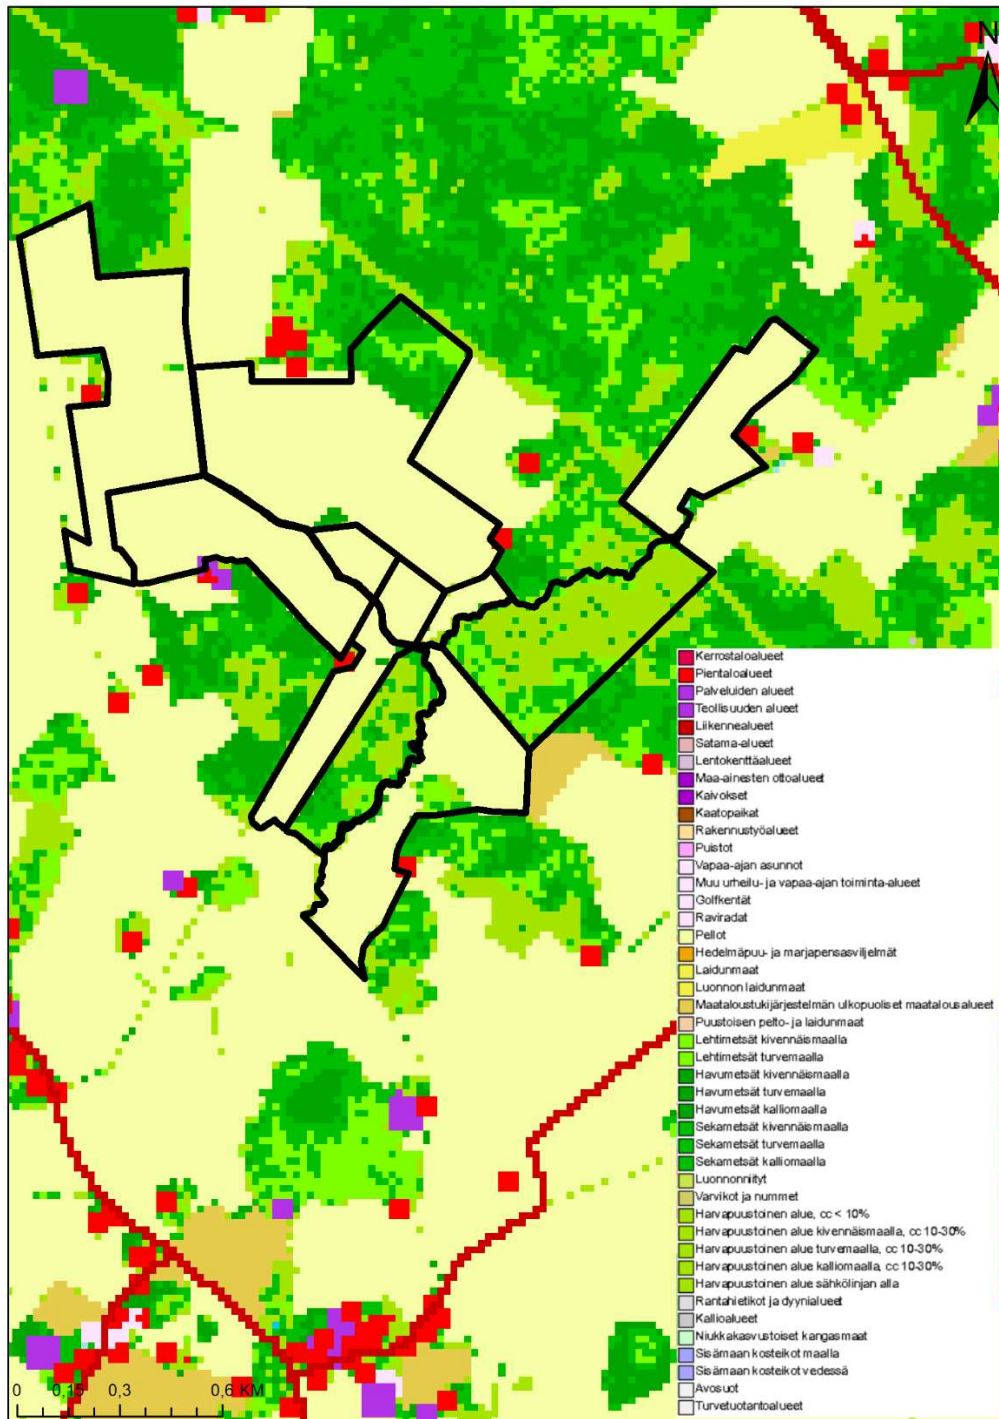 N
Kerrostaloalueet
Pientaloalueet
Palveluiden alueet
Teollisuuden alueet
Liikennealueet
Satama-alueet
Lentokenttäalueet
Maa-ainesten ottoalueet
Kaivokset
Kaatopaikat
Rakennustyöalueet
Puistot
Vapaa-ajan asunnot
Muu urheilu- ja vapaa-ajan toiminta-alueet
Golfkentät
Raviradat
Pellot
Hedelmäpuu- ja marjapensasviljelmät
Laidunmaat
Luonnon laidunmaat
Maataloustukijärjestelmän ulkopuoliset maatalousalueet
Puustoisen pelto- ja laidunmaat
Lehtimetsät kivennäismaalla
Lehtimetsät turvemaalla
Havumetsät kivennäismaalla
Havumetsät turvemaalla
Havumetsät kalliomaalla
Sekametsät kivennäismaalla
Sekametsät turvemaalla
Sekametsät kalliomaalla
Luonnonniityt
Varvikot ja nummet
Harvapuustoinen alue, cc < 10%
Harvapuustoinen alue kivennäismaalla, cc 10-30%
Harvapuustoinen alue turvemaalla, cc 10-30%
Harvapuustoinen alue kalliomaalla, cc 10-30%
Harvapuustoinen alue sähkölinjan alla
Rantahietikot ja dyynialueet
Kallioalueet
Niukkakasvustoiset kangasmaat
Sisämaan kosteikot maalla
Sisämaan kosteikot vedessä
Avosuot
Turvetuotantoalueet
0 0,15 0,3 0,6 KM